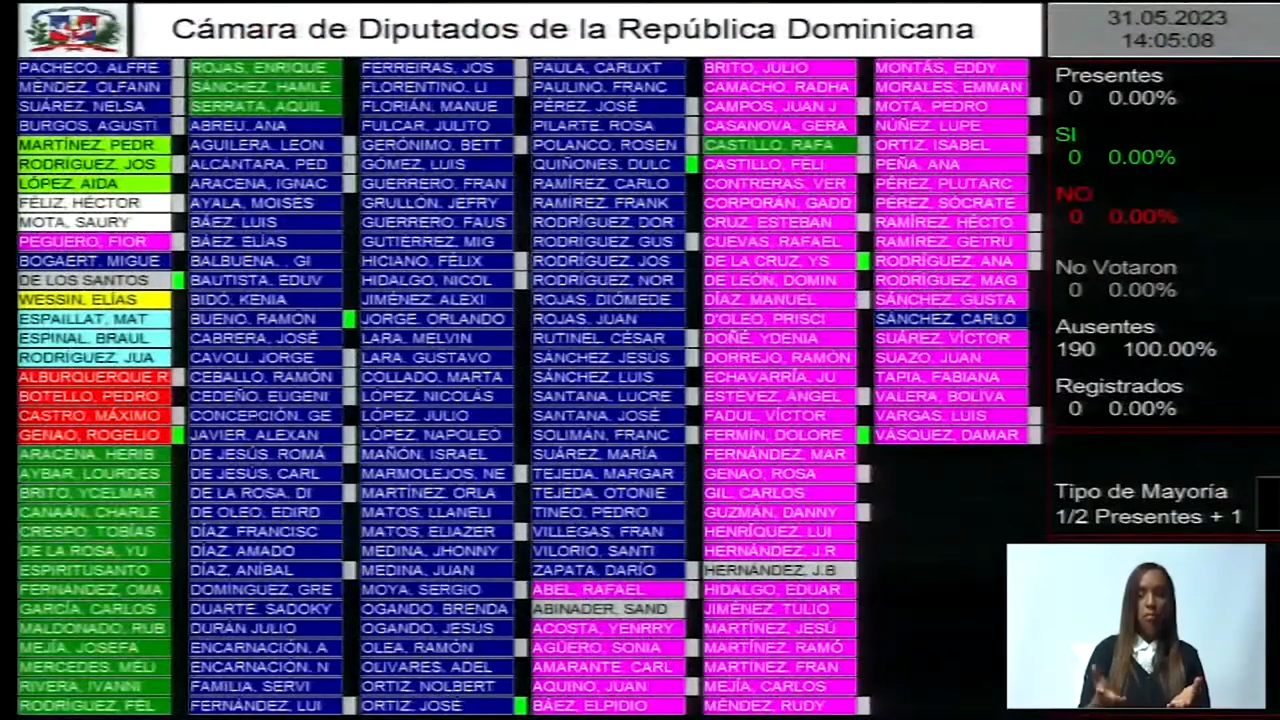 Cámara de Diputados de la República Dominicana
31.05.2023
14:05:08
PACHECO, ALFRE
MÉNDEZ, OLFANN
SUÁREZ, NELSA
BURGOS, AGUSTI
MARTÍNEZ, PEDR
RODRÍGUEZ, JOS
LÓPEZ, AIDA
FÉLIZ, HÉCTOR
MOTA, SAURY
PEGUERO, FIOR
BOGAERT, MIGUE
DE LOS SANTOS
WESSIN, ELÍAS
ESPAILLAT, MAT
ESPINAL, BRAUL
RODRÍGUEZ, JUA
ALBURQUERQUE R
BOTELLO, PEDRO
CASTRO, MÁXIMO
GENAO, ROGELIO
ARACENA, HERIB
AYBAR, LOURDES
BRITO, YCELMAR
CANAÁN, CHARLE
CRESPO, TOBÍAS
DE LA ROSA, YU
ESPIRITUSANTO
FERNÁNDEZ, OMA
GARCÍA, CARLOS
MALDONADO, RUB
MEJÍA, JOSEFA
MERCEDES, MELI
RIVERA, IVANNI
RODRÍGUEZ, FEL
ROJAS, ENRIQUE
SÁNCHEZ, HAMLE
SERRATA, AQUIL
ABREU, ANA
AGUILERA, LEON
ALCANTARA, PED
ARACENA, IGNAC
AYALA, MOISES
BÁEZ, LUIS
BÁEZ, ELÍAS
BALBUENA, , GI
BAUTISTA, EDUV
BIDÓ, KENIA
BUENO, RAMÓN
CABRERA, JOSÉ
CAVOLI, JORGE
CEBALLO, RAMÓN
CEDEÑO, EUGENI
CONCEPCIÓN, GE
JAVIER, ALEXAN
DE JESÚS, ROMÁ
DE JESÚS, CARL
DE LA ROSA, DI
DE OLEO, EDIRD
DÍAZ, FRANCISC
DÍAZ, AMADO
DÍAZ, ANÍBAL
DOMÍNGUEZ, GRE
DUARTE, SADOKY
DURÁN JULIO
ENCARNACIÓN, A
ENCARNACION, N
FAMILIA, SERVI
FERNÁNDEZ, LUI
FERREIRAS, JOS
FLORENTINO, LI
FLORIÁN, MANUE
FULCAR, JULITO
GERÓNIMO, BETT
GÓMEZ, LUIS
GUERRERO, FRAN
GRULLÓN, JEFRY
GUERRERO, FAUS
GUTIÉRREZ, MIG
HICIANO, FÉLIX
HIDALGO, NICOL
JIMÉNEZ, ALEXI
JORGE, ORLANDO
LARA, MELVIN
LARA, GUSTAVO
COLLADO, MARTA
LÓPEZ, NICOLÁS
LÓPEZ, JULIO
LÓPEZ, NAPOLEÓ
MAÑÓN, ISRAEL
MARMOLEJOS, NE
MARTÍNEZ, ORLA
MATOS, LLANELI
MATOS, ELIAZER
MEDINA, JHONNY
MEDINA, JUAN
MOYA, SERGIO
OGANDO, BRENDA
OGANDO, JESÚS
OLEA, RAMÓN
OLIVARES, ADEL
ORTIZ, NOLBERT
ORTIZ, JOSÉ
PAULA, CARLIXT
PAULINO, FRANC
PÉREZ, JOSÉ
PILARTE, ROSA
POLANCO, ROSEN
QUIÑONES, DULC
RAMÍREZ, CARLO
RAMÍREZ, FRANK
RODRÍGUEZ, DOR
RODRÍGUEZ, GUS
RODRÍGUEZ, JOS
RODRÍGUEZ, NOR
ROJAS, DIÓMEDE
ROJAS, JUAN
RUTINEL, CÉSAR
SÁNCHEZ, JESÚS
SÁNCHEZ, LUIS
SANTANA, LUCRE
SANTANA, JOSÉ
SOLIMÁN, FRANC
SUÁREZ, MARÍA
TEJEDA, MARGAR
TEJEDA, OTONIE
TINEO, PEDRO
VILLEGAS, FRAN
VILORIO, SANTI
ZAPATA, DARÍO
ABEL, RAFAEL
ABINADER, SAND
ACOSTA, YENRRY
AGÜERO, SONIA
AMARANTE, CARL
AQUINO, JUAN
BÁEZ, ELPIDIO
BRITO, JULIO
CAMACHO, RADHA
CAMPOS, JUAN J
CASANOVA, GERA
CASTILLO, RAFA
CASTILLO, FÉLI
CONTRERAS, VER
CORPORÁN, GADD
CRUZ, ESTEBAN
CUEVAS, RAFAEL
DE LA CRUZ, YS
DE LEÓN, DOMIN
DÍAZ, MANUEL
D'OLEO, PRISCI
DOÑÉ, YDENIA
DORREJO, RAMÓN
ECHAVARRÍA, JU
ESTEVEZ, ÁNGEL
FADUL, VÍCTOR
FERMÍN, DOLORE
FERNÁNDEZ, MAR
GENAO, ROSA
GIL, CARLOS
GUZMÁN, DANNY
HENRÍQUEZ, LUI
HERNÁNDEZ, J.R
HERNÁNDEZ, J.B
HIDALGO, EDUAR
JIMÉNEZ, TULIO
MARTÍNEZ, JESÚ
MARTÍNEZ, RAMÓ
MARTÍNEZ, FRAN
MEJÍA, CARLOS
MÉNDEZ, RUDY
MONTÁS, EDDY
MORALES, EMMAN
MOTA, PEDRO
NÚÑEZ, LUPE
ORTIZ, ISABEL
PEÑA, ANA
PÉREZ, PLUTARC
PÉREZ, SÓCRATE
RAMÍREZ, HÉCTO
RAMÍREZ, GETRU
RODRÍGUEZ, ANA
RODRÍGUEZ, MAG
SÁNCHEZ, GUSTA
SÁNCHEZ, CARLO
SUÁREZ, VÍCTOR
SUAZO, JUAN
TAPIA, FABIANA
VALERA, BOLÍVA
VARGAS, LUIS
VÁSQUEZ, DAMAR
Presentes
0 0.00%
SI
0 0.00%
NO
0 0.00%
No Votaron
0 0.00%
Ausentes
190 100.00%
Registrados
0 0.00%
Tipo de Mayoría
1/2 Presentes + 1